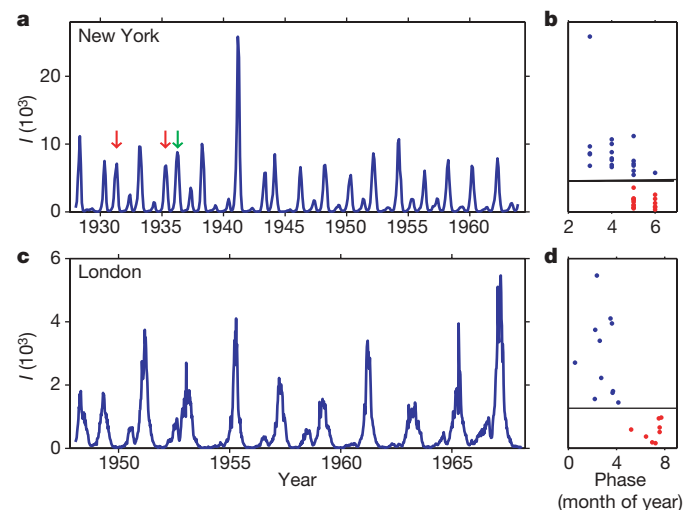 a
New York
I (10³)
20
10
0
1930 1935 1940 1945 1950 1955 1960
b
2 4 6
c
London
I (10³)
6
4
2
0
1950 1955 1960 1965
Year
d
0 4 8
Phase
(month of year)